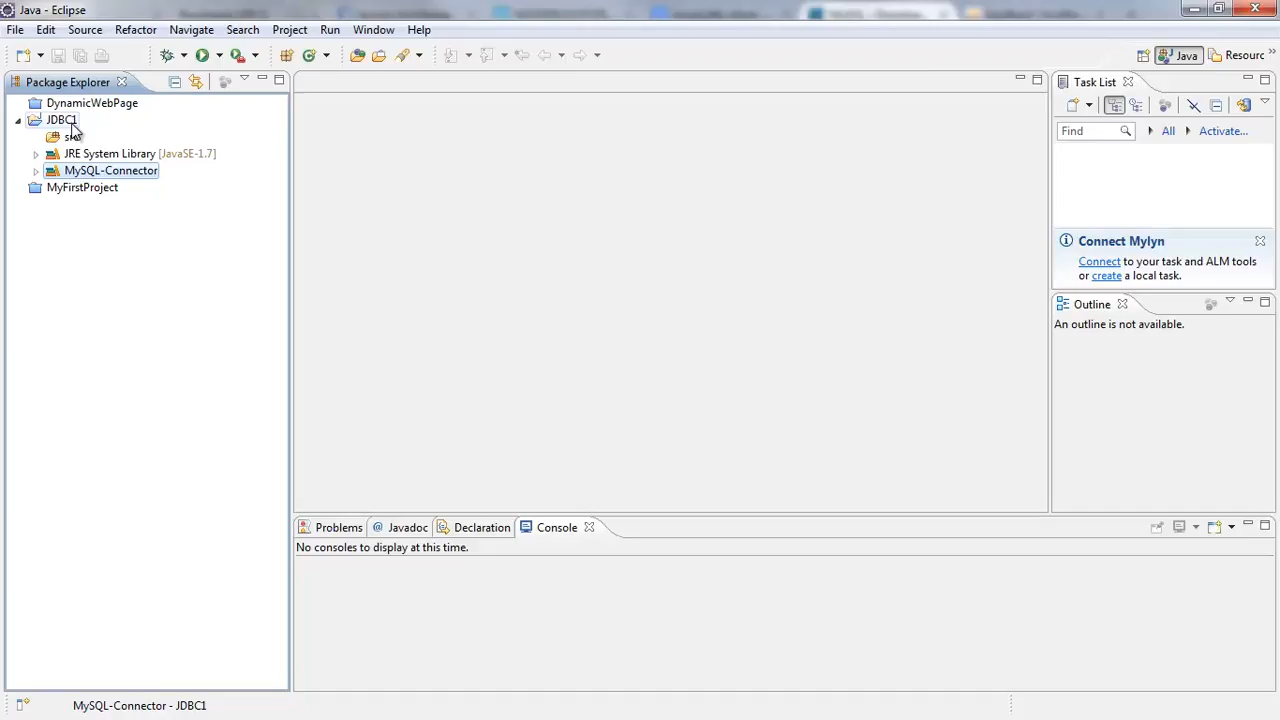 Java - Eclipse
File Edit Source Refactor Navigate Search Project Run Window Help
Java Resourc »
Package Explorer
Task List
DynamicWebPage
JDBC1
JRE System Library [JavaSE-1.7]
MySQL-Connector
MyFirstProject
Find All Activate...
Connect Mylyn
Connect to your task and ALM tools
or create a local task.
Outline
An outline is not available.
Problems @ Javadoc Declaration Console
No consoles to display at this time.
MySQL-Connector - JDBC1